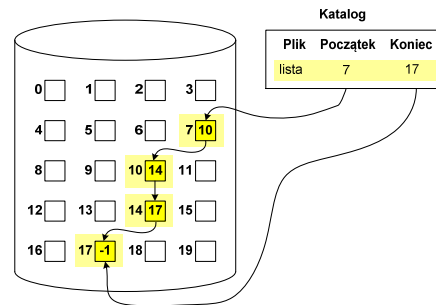 Katalog
Plik Początek Koniec
lista 7 17
0 1 2 3
4 5 6 7 10
8 9 10 14 11
12 13 14 17 15
16 17 -1 18 19